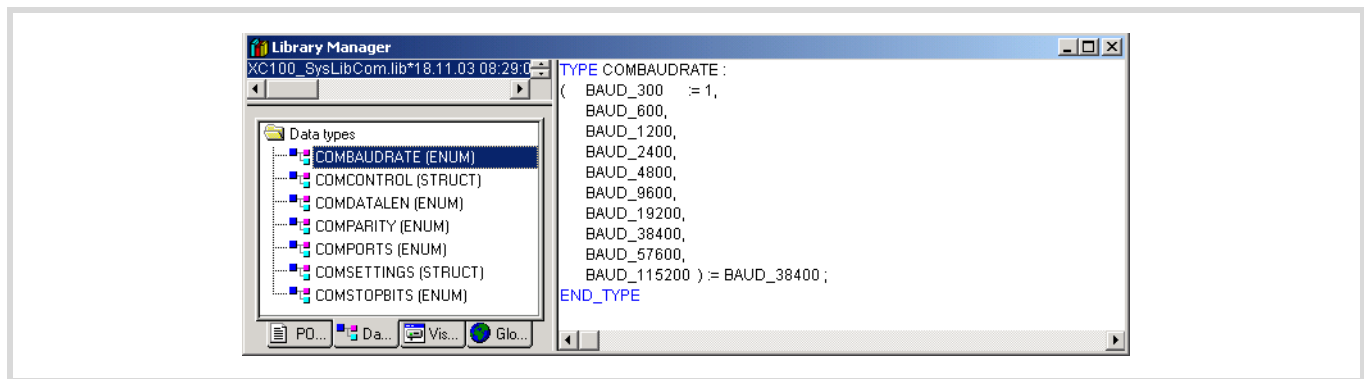 Library Manager
XC100_SysLibCom.lib*18.11.03 08:29:0
Data types
COMBAUDRATE (ENUM)
COMCONTROL (STRUCT)
COMDATALEN (ENUM)
COMPARITY (ENUM)
COMPORTS (ENUM)
COMSETTINGS (STRUCT)
COMSTOPBITS (ENUM)
PO... Da... Vis... Glo...
TYPE COMBAUDRATE :
( BAUD_300 := 1,
BAUD_600,
BAUD_1200,
BAUD_2400,
BAUD_4800,
BAUD_9600,
BAUD_19200,
BAUD_38400,
BAUD_57600,
BAUD_115200 ) := BAUD_38400 ;
END_TYPE